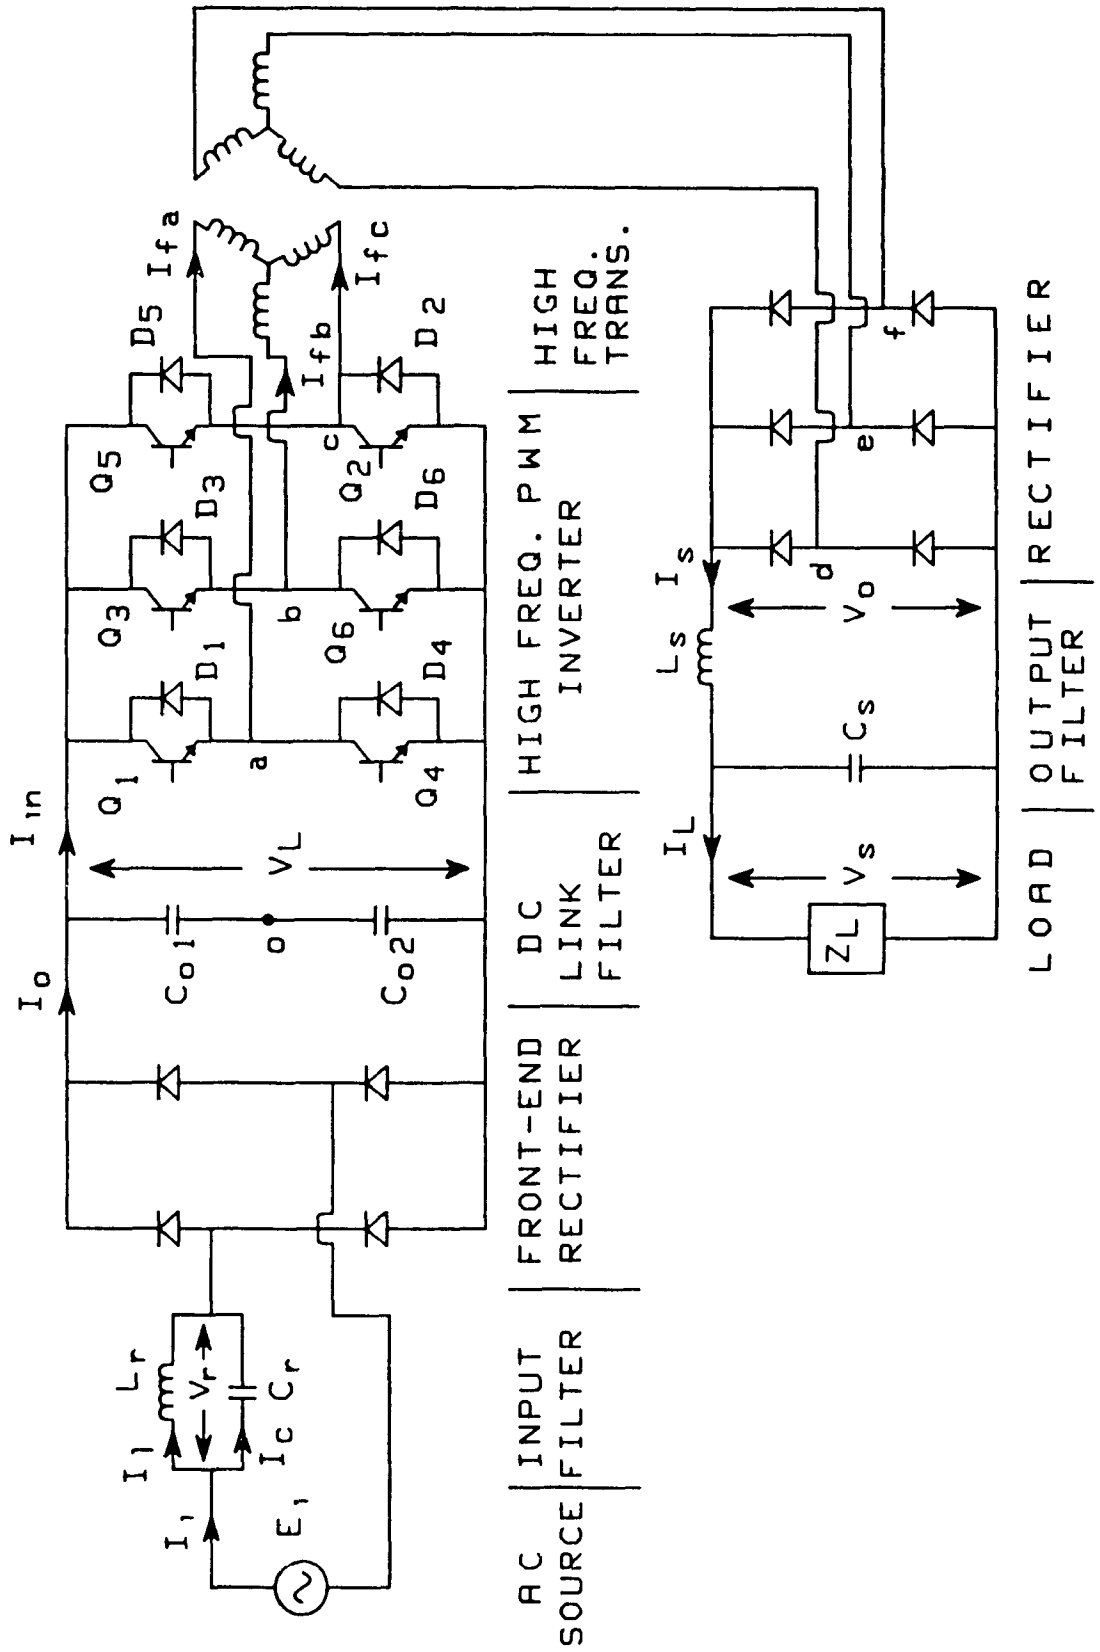 I₀
Iin
Q₁
D₁
Q₃
D₃
Q₅
D₅
Ifa
I₁
Il
Lr
Vr
Ic
Cr
Ei
Co1
o
Co2
VL
a
b
c
Ifb
Ifc
Q₄
D₄
Q₆
D₆
Q₂
D₂
AC
SOURCE
INPUT
FILTER
FRONT-END
RECTIFIER
DC
LINK
FILTER
HIGH FREQ. PWM
INVERTER
HIGH
FREQ.
TRANS.
IL
Ls
Is
ZL
Vs
Cs
Vo
d
e
f
LOAD
OUTPUT
FILTER
RECTIFIER